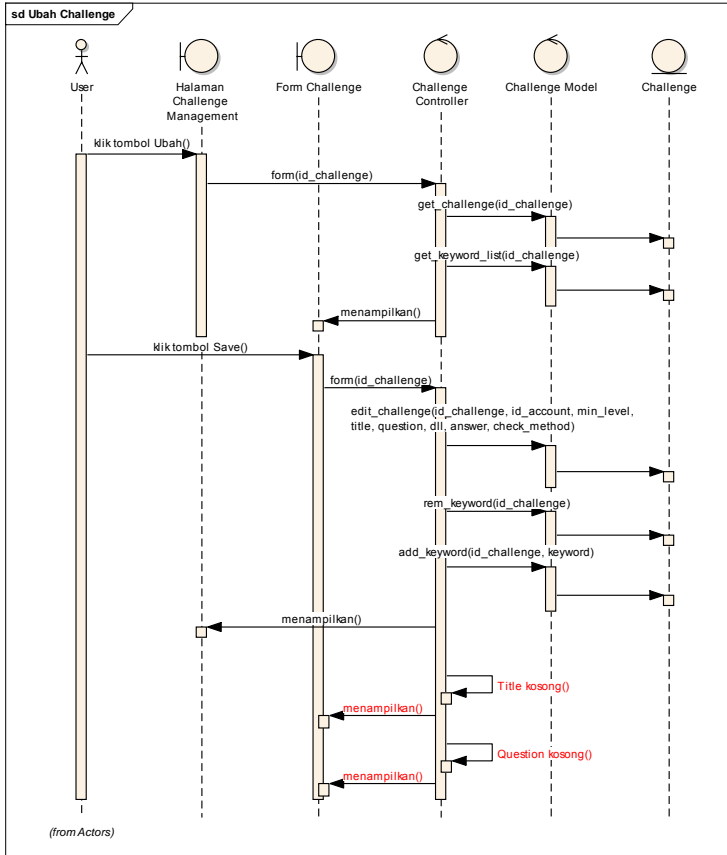 sd Ubah Challenge
User
Halaman
Challenge
Management
Form Challenge
Challenge
Controller
Challenge Model
Challenge
klik tombol Ubah()
form(id_challenge)
get_challenge(id_challenge)
get_keyword_list(id_challenge)
menampilkan()
klik tombol Save()
form(id_challenge)
edit_challenge(id_challenge, id_account, min_level,
title, question, dll, answer, check_method)
rem_keyword(id_challenge)
add_keyword(id_challenge, keyword)
menampilkan()
Title kosong()
menampilkan()
Question kosong()
menampilkan()
(from Actors)